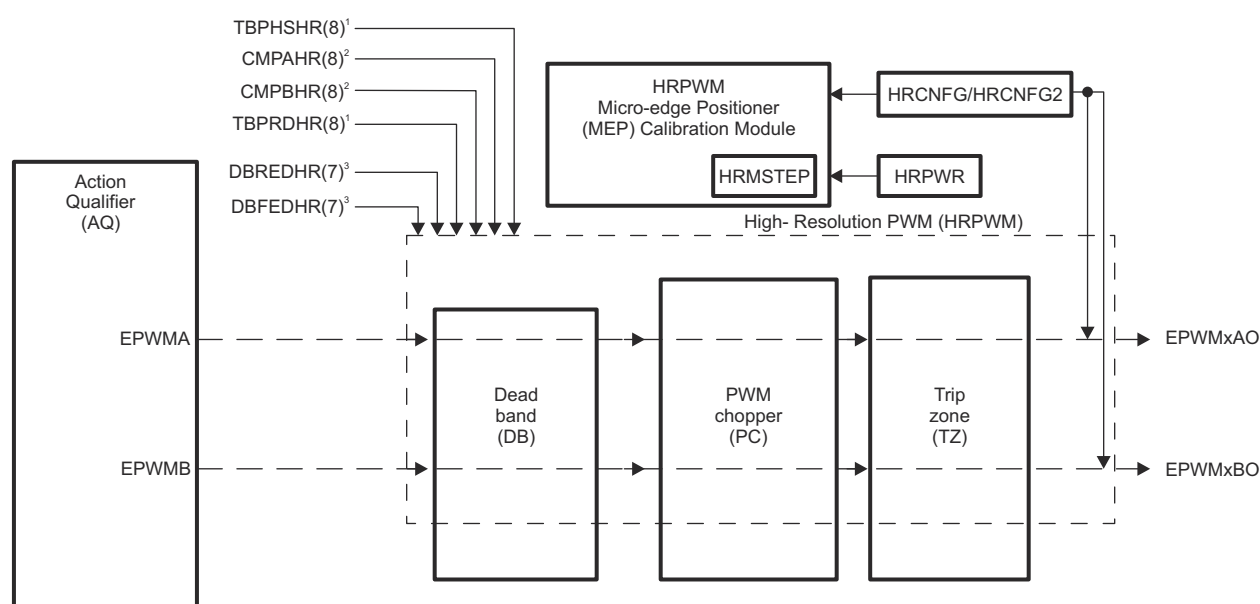 TBPHSHR(8)¹
CMPAHR(8)²
CMPBHR(8)²
TBPRDHR(8)¹
DBREDHR(7)³
DBFEDHR(7)³
HRPWM
Micro-edge Positioner
(MEP) Calibration Module
HRMSTEP
HRCNFG/HRCNFG2
HRPWR
High- Resolution PWM (HRPWM)
Action
Qualifier
(AQ)
EPWMA
EPWMB
Dead
band
(DB)
PWM
chopper
(PC)
Trip
zone
(TZ)
EPWMxAO
EPWMxBO